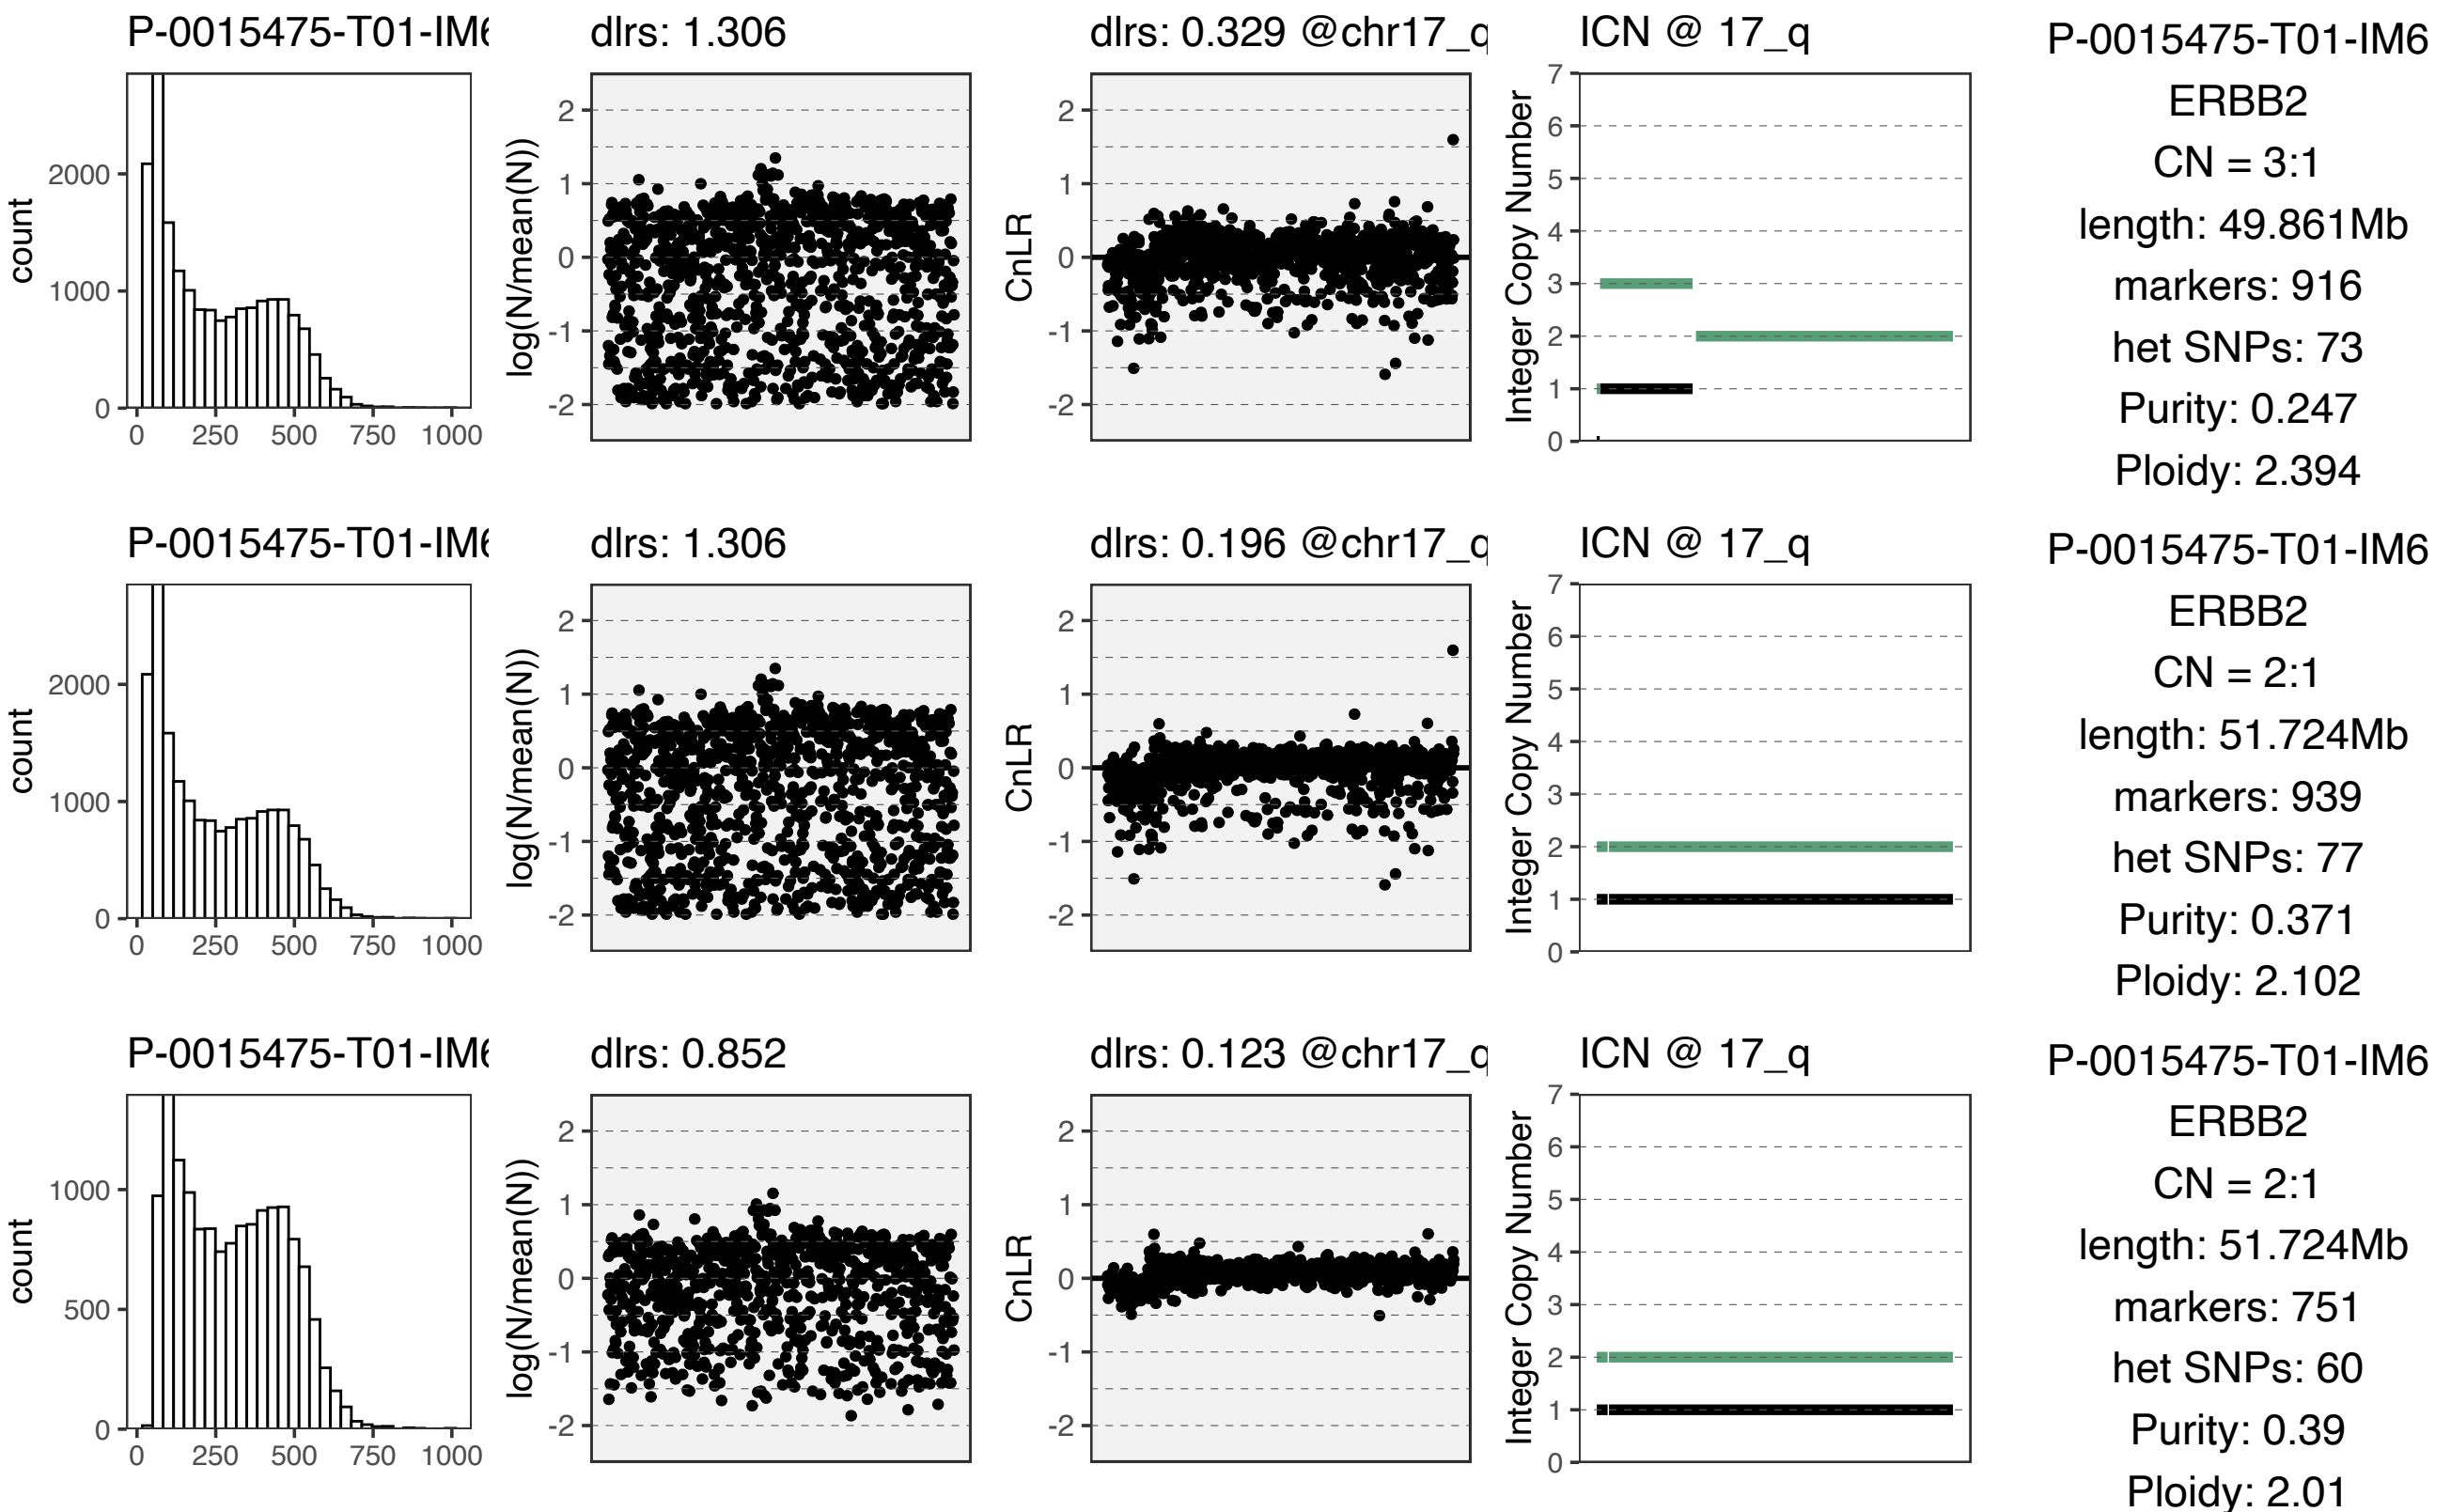 P-0015475-T01-IM6
dlrs: 1.306
dlrs: 0.329 @chr17_q
ICN @ 17_q
count
2000
1000
0
0 250 500 750 1000
log(N/mean(N))
2
1
0
-1
-2
CnLR
2
1
0
-1
-2
Integer Copy Number
7
6
5
4
3
2
1
0
P-0015475-T01-IM6
ERBB2
CN = 3:1
length: 49.861Mb
markers: 916
het SNPs: 73
Purity: 0.247
Ploidy: 2.394
P-0015475-T01-IM6
dlrs: 1.306
dlrs: 0.196 @chr17_q
ICN @ 17_q
count
2000
1000
0
0 250 500 750 1000
log(N/mean(N))
2
1
0
-1
-2
CnLR
2
1
0
-1
-2
Integer Copy Number
7
6
5
4
3
2
1
0
P-0015475-T01-IM6
ERBB2
CN = 2:1
length: 51.724Mb
markers: 939
het SNPs: 77
Purity: 0.371
Ploidy: 2.102
P-0015475-T01-IM6
dlrs: 0.852
dlrs: 0.123 @chr17_q
ICN @ 17_q
count
1000
500
0
0 250 500 750 1000
log(N/mean(N))
2
1
0
-1
-2
CnLR
2
1
0
-1
-2
Integer Copy Number
7
6
5
4
3
2
1
0
P-0015475-T01-IM6
ERBB2
CN = 2:1
length: 51.724Mb
markers: 751
het SNPs: 60
Purity: 0.39
Ploidy: 2.01